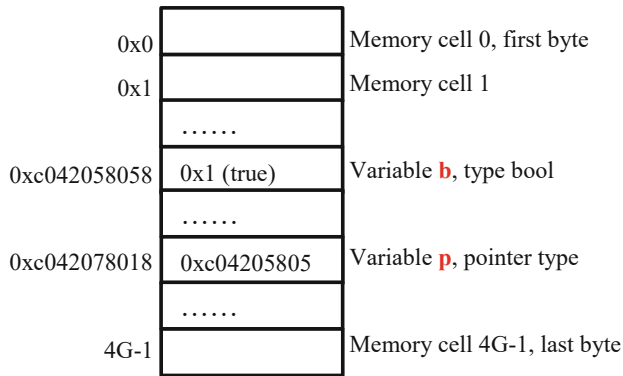 0x0 Memory cell 0, first byte
0x1 Memory cell 1
......
0xc042058058 0x1 (true) Variable b, type bool
......
0xc042078018 0xc04205805 Variable p, pointer type
......
4G-1 Memory cell 4G-1, last byte